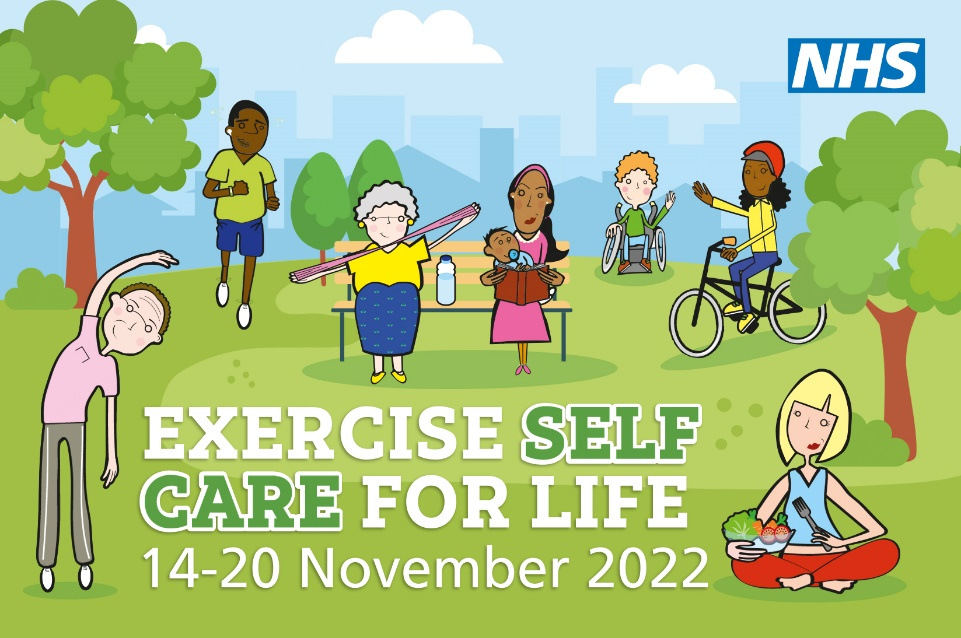 NHS
EXERCISE SELF
CARE FOR LIFE
14-20 November 2022